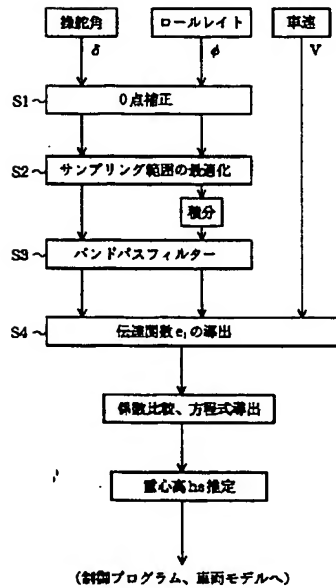 操舵角 ロールレイト 車速
δ φ V
S1 0点補正
S2 サンプリング範囲の最適化
積分
S3 バンドパスフィルター
S4 伝達関数eiの導出
係数比較、方程式導出
重心高hs推定
(制御プログラム、車両モデルへ)